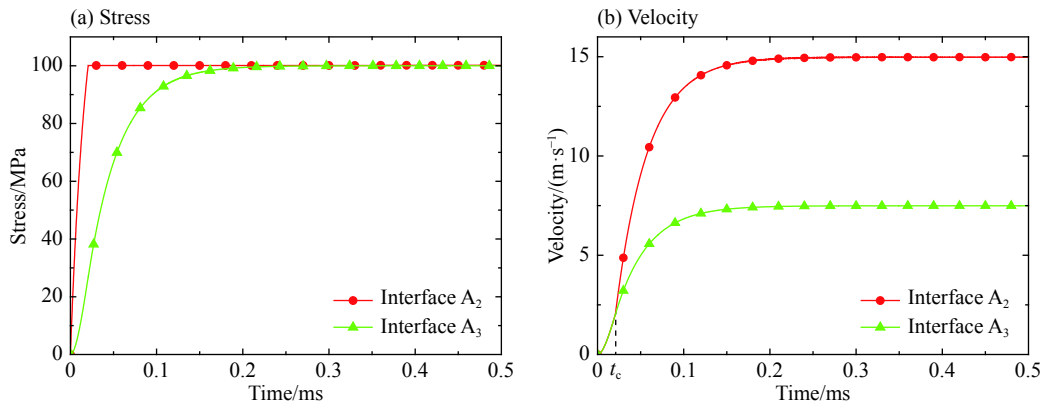 (a) Stress
100
80
60
40
20
0
Stress/MPa
0
0.1
0.2
0.3
0.4
0.5
Time/ms
Interface A₂
Interface A₃
(b) Velocity
15
10
5
0
Velocity/(m·s⁻¹)
0
t_c
0.1
0.2
0.3
0.4
0.5
Time/ms
Interface A₂
Interface A₃